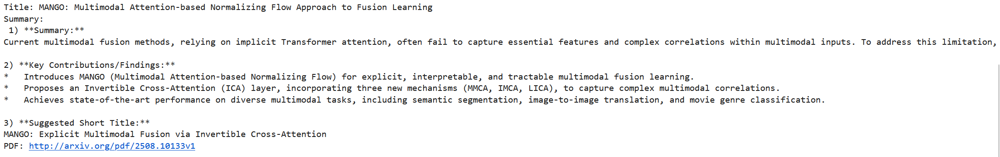 Title: MANGO: Multimodal Attention-based Normalizing Flow Approach to Fusion Learning
Summary:
1) **Summary:**
Current multimodal fusion methods, relying on implicit Transformer attention, often fail to capture essential features and complex correlations within multimodal inputs. To address this limitation,
2) **Key Contributions/Findings:**
*   Introduces MANGO (Multimodal Attention-based Normalizing Flow) for explicit, interpretable, and tractable multimodal fusion learning.
*   Proposes an Invertible Cross-Attention (ICA) layer, incorporating three new mechanisms (MMCA, IMCA, LICA), to capture complex multimodal correlations.
*   Achieves state-of-the-art performance on diverse multimodal tasks, including semantic segmentation, image-to-image translation, and movie genre classification.
3) **Suggested Short Title:**
MANGO: Explicit Multimodal Fusion via Invertible Cross-Attention
PDF: http://arxiv.org/pdf/2508.10133v1